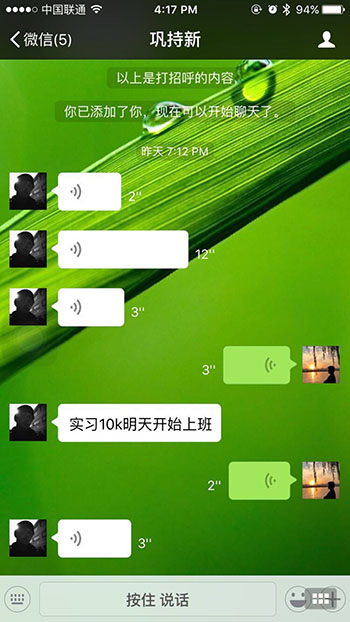 中国联通 4:17 PM 94%
微信(5) 巩持新
以上是打招呼的内容
你已添加了你，现在可以开始聊天了。
昨天 7:12 PM
2''
12''
3''
3''
实习10k明天开始上班
2''
3''
按住 说话